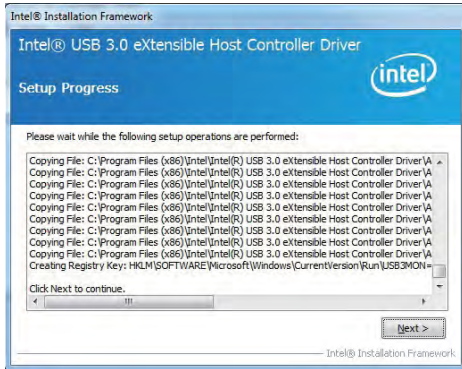 Intel® Installation Framework
Intel® USB 3.0 eXtensible Host Controller Driver
intel
Setup Progress
Please wait while the following setup operations are performed:
Copying File: C:\Program Files (x86)\Intel\Intel(R) USB 3.0 eXtensible Host Controller Driver\A
Copying File: C:\Program Files (x86)\Intel\Intel(R) USB 3.0 eXtensible Host Controller Driver\A
Copying File: C:\Program Files (x86)\Intel\Intel(R) USB 3.0 eXtensible Host Controller Driver\A
Copying File: C:\Program Files (x86)\Intel\Intel(R) USB 3.0 eXtensible Host Controller Driver\A
Copying File: C:\Program Files (x86)\Intel\Intel(R) USB 3.0 eXtensible Host Controller Driver\A
Copying File: C:\Program Files (x86)\Intel\Intel(R) USB 3.0 eXtensible Host Controller Driver\A
Copying File: C:\Program Files (x86)\Intel\Intel(R) USB 3.0 eXtensible Host Controller Driver\A
Copying File: C:\Program Files (x86)\Intel\Intel(R) USB 3.0 eXtensible Host Controller Driver\A
Copying File: C:\Program Files (x86)\Intel\Intel(R) USB 3.0 eXtensible Host Controller Driver\A
Creating Registry Key: HKLM\SOFTWARE\Microsoft\Windows\CurrentVersion\Run\USB3MON=
Click Next to continue.
Next >
Intel® Installation Framework